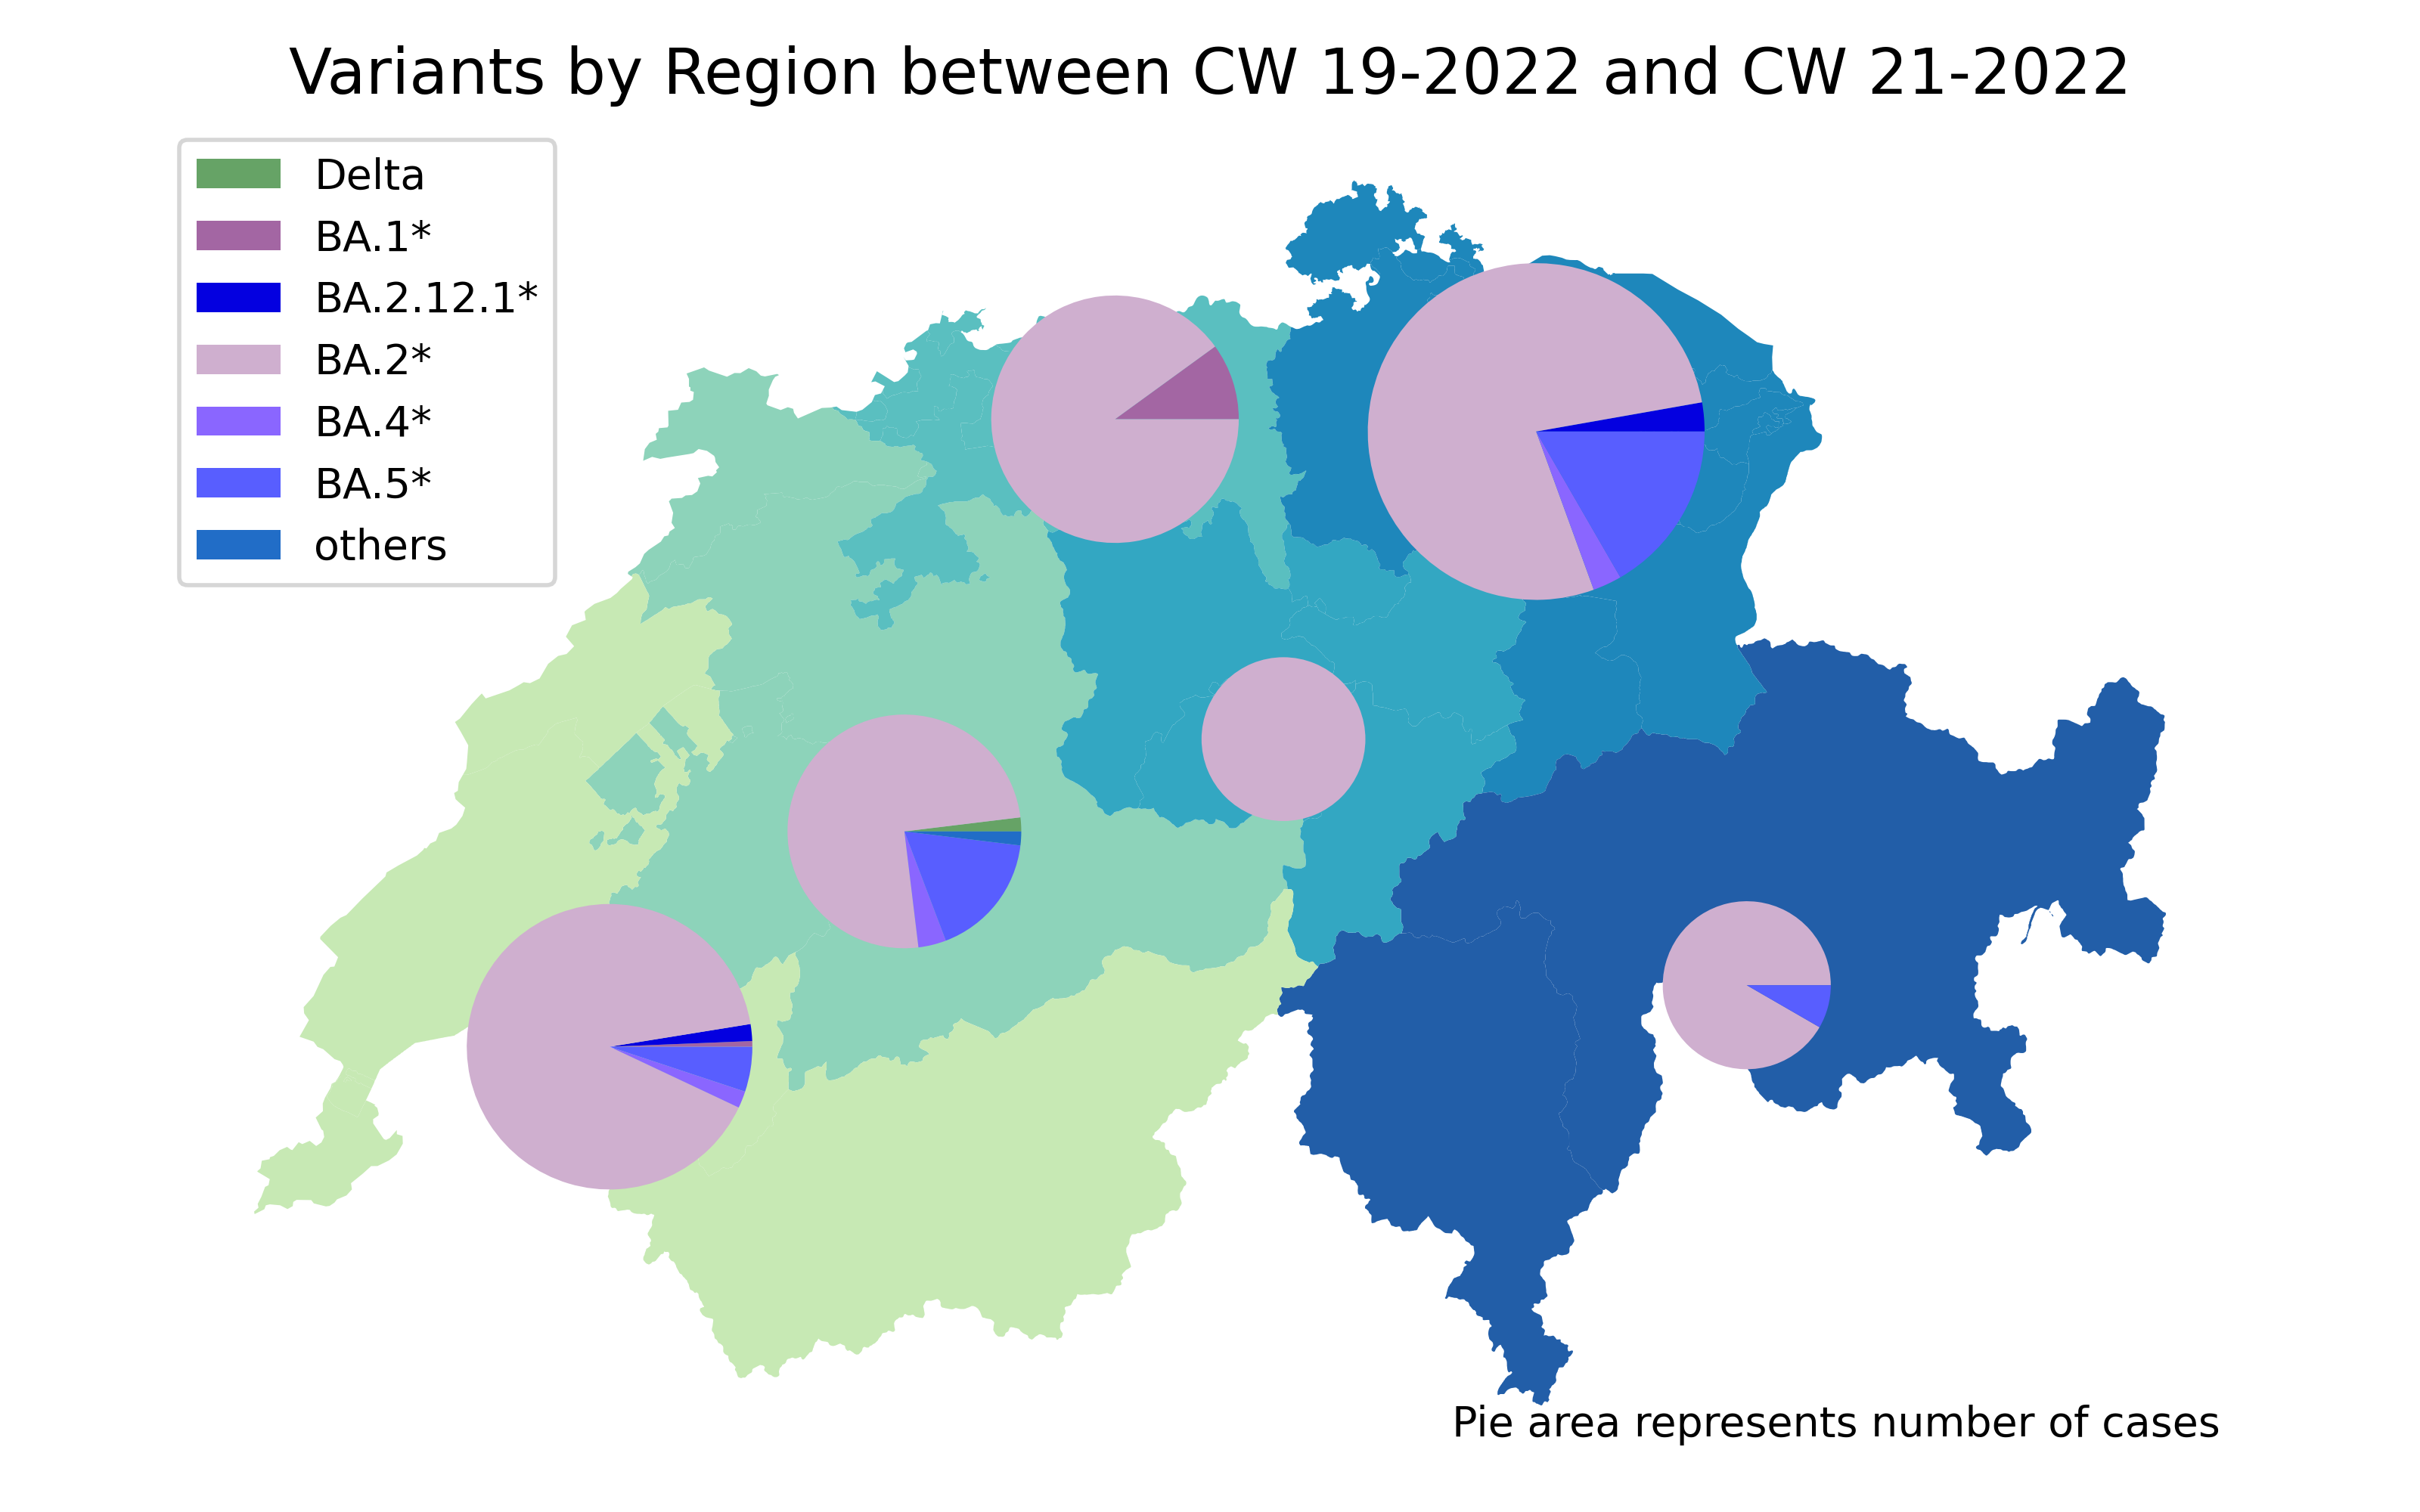 Variants by Region between CW 19-2022 and CW 21-2022
Delta
BA.1*
BA.2.12.1*
BA.2*
BA.4*
BA.5*
others
Pie area represents number of cases